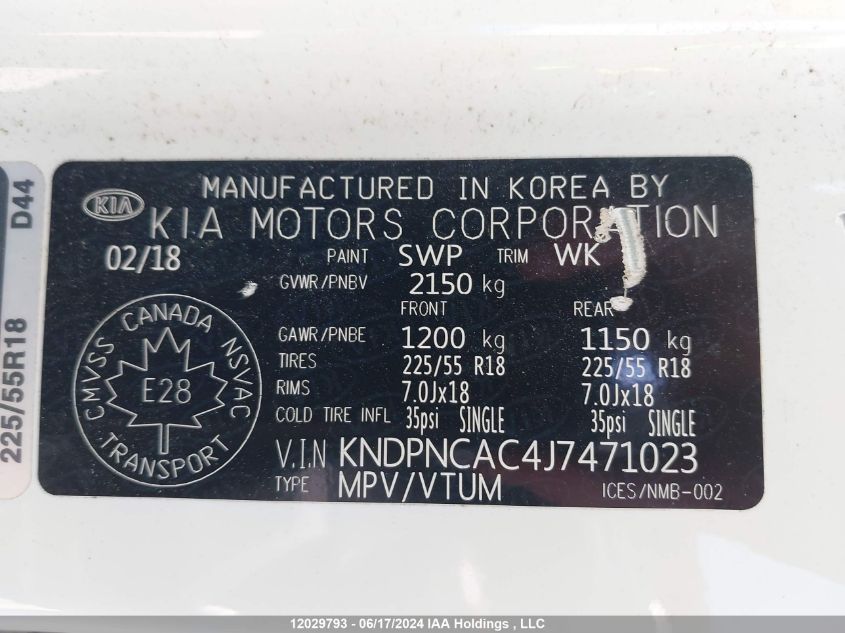 MANUFACTURED IN KOREA BY
KIA KIA MOTORS CORPORATION
02/18 PAINT SWP TRIM WK
GVWR/PNBV 2150 kg
FRONT REAR
GAWR/PNBE 1200 kg 1150 kg
TIRES 225/55 R18 225/55 R18
RIMS 7.0Jx18 7.0Jx18
COLD TIRE INFL 35psi SINGLE 35psi SINGLE
V.I.N KNDPNCAC4J7471023
TYPE MPV/VTUM ICES/NMB-002
CANADA
CMVSS NSVAC
E28
TRANSPORT
225/55R18 D44
12029793 - 06/17/2024 IAA Holdings , LLC